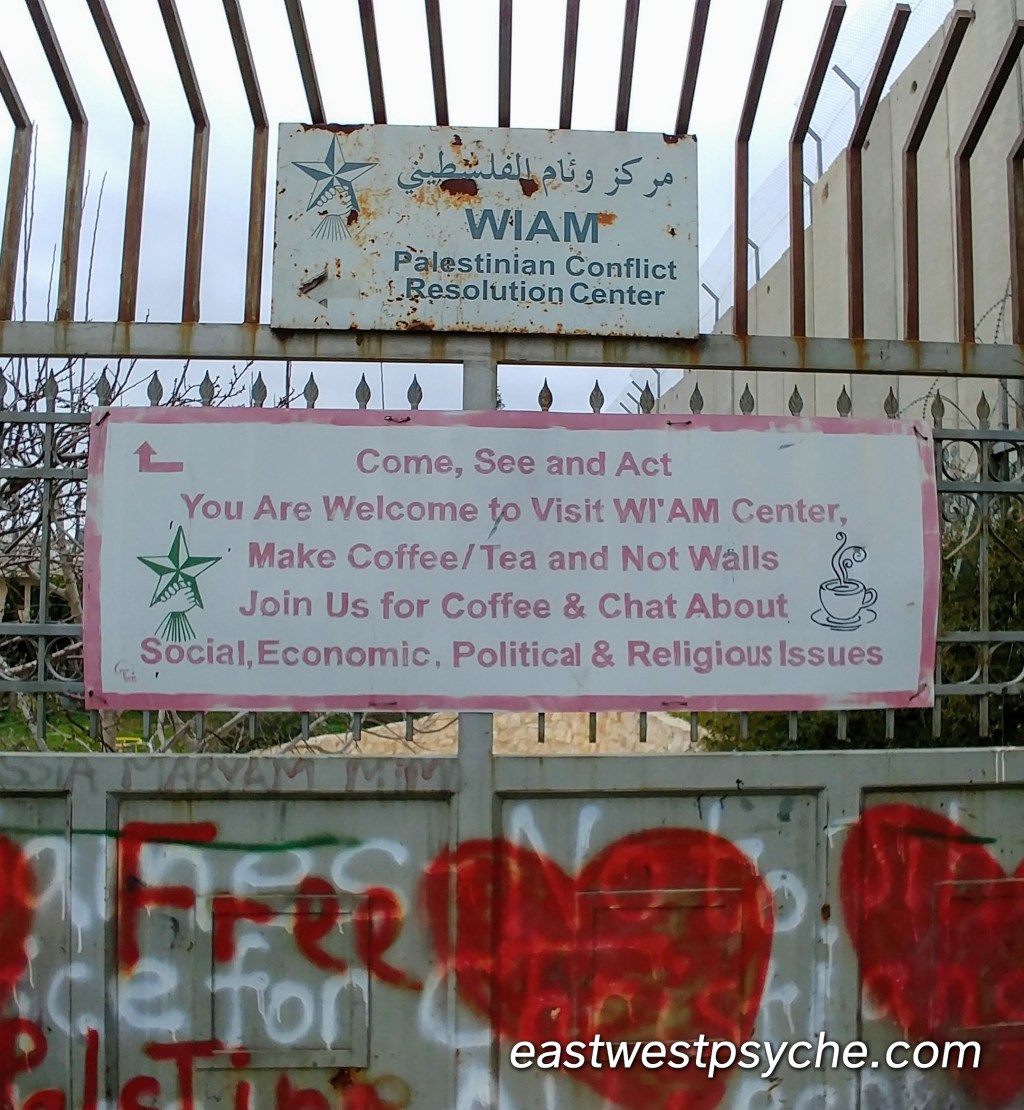 مركز وئام الفلسطيني
WIAM
Palestinian Conflict
Resolution Center
Come, See and Act
You Are Welcome to Visit WI'AM Center,
Make Coffee/Tea and Not Walls
Join Us for Coffee & Chat About
Social, Economic, Political & Religious Issues
MARYAM
Free
for
eastwestpsyche.com